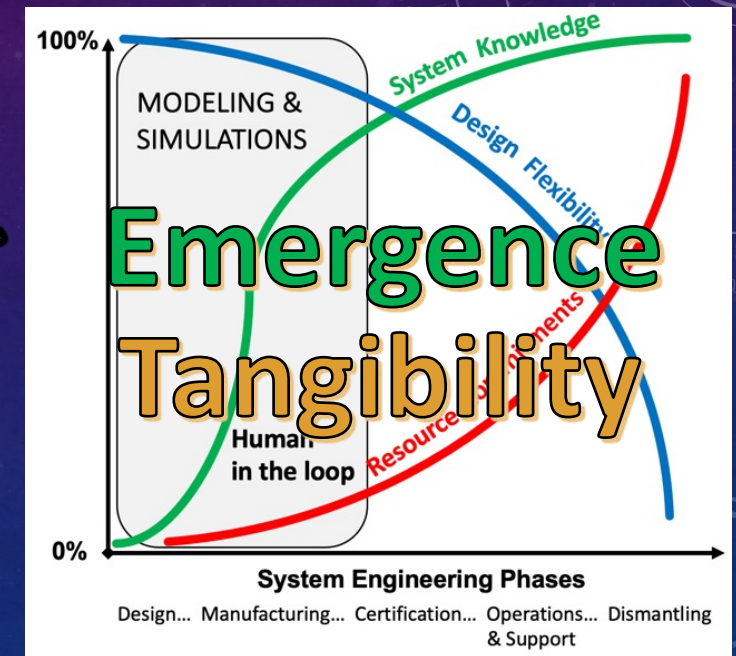 100%
MODELING &
SIMULATIONS
System Knowledge
Design Flexibility
Emergence
Tangibility
Resource
Human
in the loop
0%
System Engineering Phases
Design... Manufacturing... Certification... Operations... Dismantling
& Support